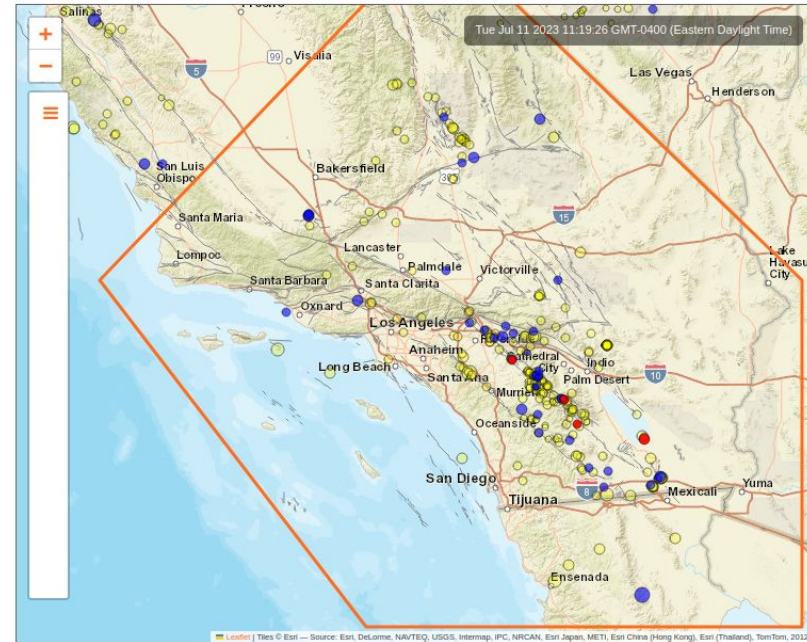 Salinas
Tue Jul 11 2023 11:19:26 GMT-0400 (Eastern Daylight Time)
+
−
99
Visalia
5
Las Vegas
Henderson
San Luis
Obispo
Bakersfield
Santa Maria
15
Lompoc
Lancaster
Palmdale
Victorville
Lake
Havasu
City
Santa Barbara
Santa Clarita
Oxnard
Los Angeles
Anaheim
Cathedral
City
Indio
Long Beach
Santa Ana
Palm Desert
10
Oceanside
San Diego
8
Mexicali
Yuma
Tijuana
Ensenada
Leaflet | Tiles © Esri — Source: Esri, DeLorme, NAVTEQ, USGS, Intermap, IPC, NRCAN, Esri Japan, METI, Esri China (Hong Kong), Esri (Thailand), TomTom,